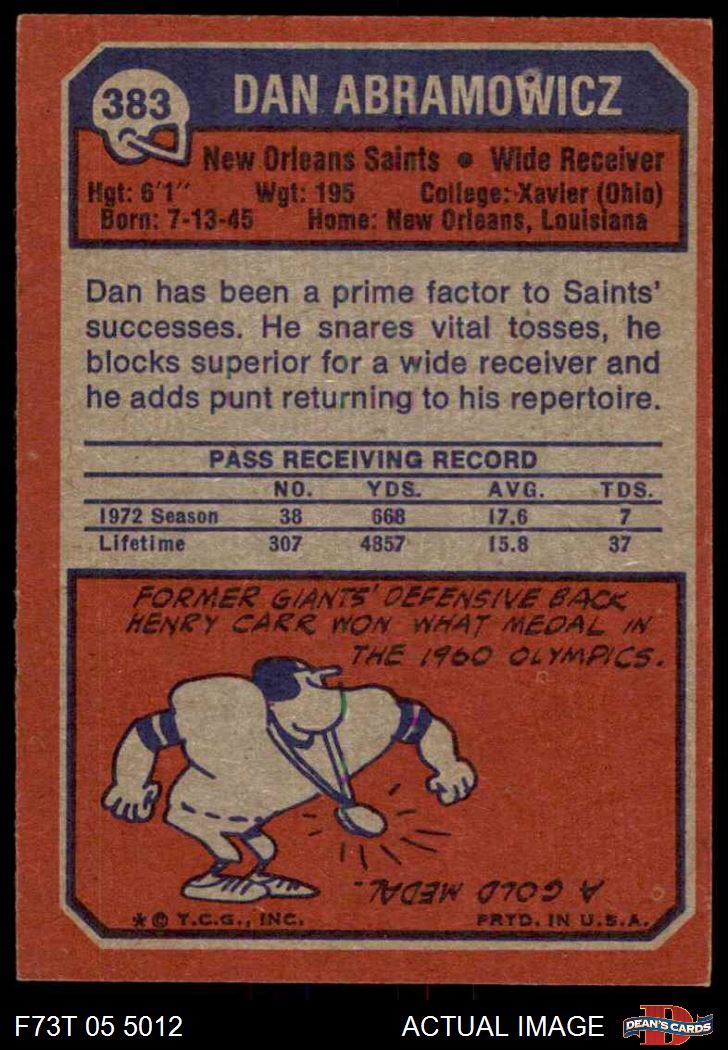 383
DAN ABRAMOWICZ
New Orleans Saints • Wide Receiver
Hgt: 6'1" Wgt: 195 College: Xavier (Ohio)
Born: 7-13-45 Home: New Orleans, Louisiana
Dan has been a prime factor to Saints'
successes. He snares vital tosses, he
blocks superior for a wide receiver and
he adds punt returning to his repertoire.
PASS RECEIVING RECORD
NO. YDS. AVG. TDS.
1972 Season 38 668 17.6 7
Lifetime 307 4857 15.8 37
FORMER GIANTS' DEFENSIVE BACK
HENRY CARR WON WHAT MEDAL IN
THE 1960 OLYMPICS.
A GOLD MEDAL.
* © T.C.G., INC. PRTD. IN U.S.A.
F73T 05 5012 ACTUAL IMAGE
D
DEAN'S CARDS